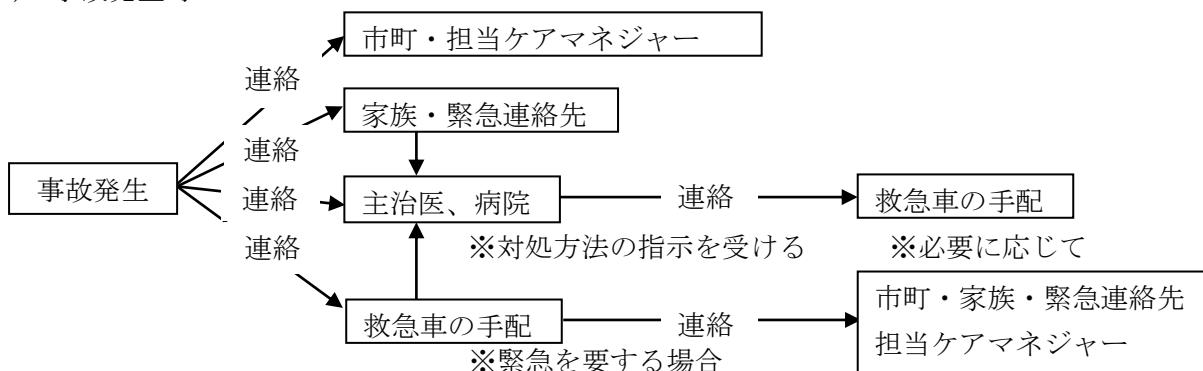 市町・担当ケアマネジャー
連絡
家族・緊急連絡先
連絡
事故発生
連絡
主治医、病院
連絡
救急車の手配
連絡
※対処方法の指示を受ける
※必要に応じて
救急車の手配
連絡
市町・家族・緊急連絡先
担当ケアマネジャー
※緊急を要する場合